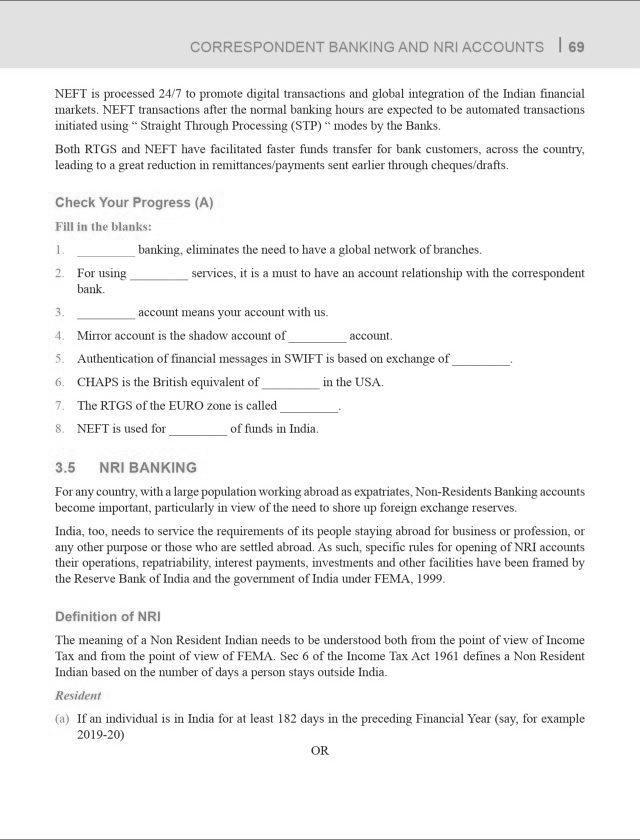 CORRESPONDENT BANKING AND NRI ACCOUNTS | 69
NEFT is processed 24/7 to promote digital transactions and global integration of the Indian financial
markets. NEFT transactions after the normal banking hours are expected to be automated transactions
initiated using “ Straight Through Processing (STP) “ modes by the Banks.
Both RTGS and NEFT have facilitated faster funds transfer for bank customers, across the country,
leading to a great reduction in remittances/payments sent earlier through cheques/drafts.
Check Your Progress (A)
Fill in the blanks:
1. _________ banking, eliminates the need to have a global network of branches.
2. For using _________ services, it is a must to have an account relationship with the correspondent
bank.
3. _________ account means your account with us.
4. Mirror account is the shadow account of _________ account.
5. Authentication of financial messages in SWIFT is based on exchange of _________.
6. CHAPS is the British equivalent of _________ in the USA.
7. The RTGS of the EURO zone is called _________.
8. NEFT is used for _________ of funds in India.
3.5 NRI BANKING
For any country, with a large population working abroad as expatriates, Non-Residents Banking accounts
become important, particularly in view of the need to shore up foreign exchange reserves.
India, too, needs to service the requirements of its people staying abroad for business or profession, or
any other purpose or those who are settled abroad. As such, specific rules for opening of NRI accounts
their operations, repatriability, interest payments, investments and other facilities have been framed by
the Reserve Bank of India and the government of India under FEMA, 1999.
Definition of NRI
The meaning of a Non Resident Indian needs to be understood both from the point of view of Income
Tax and from the point of view of FEMA. Sec 6 of the Income Tax Act 1961 defines a Non Resident
Indian based on the number of days a person stays outside India.
Resident
(a) If an individual is in India for at least 182 days in the preceding Financial Year (say, for example
2019-20)
OR